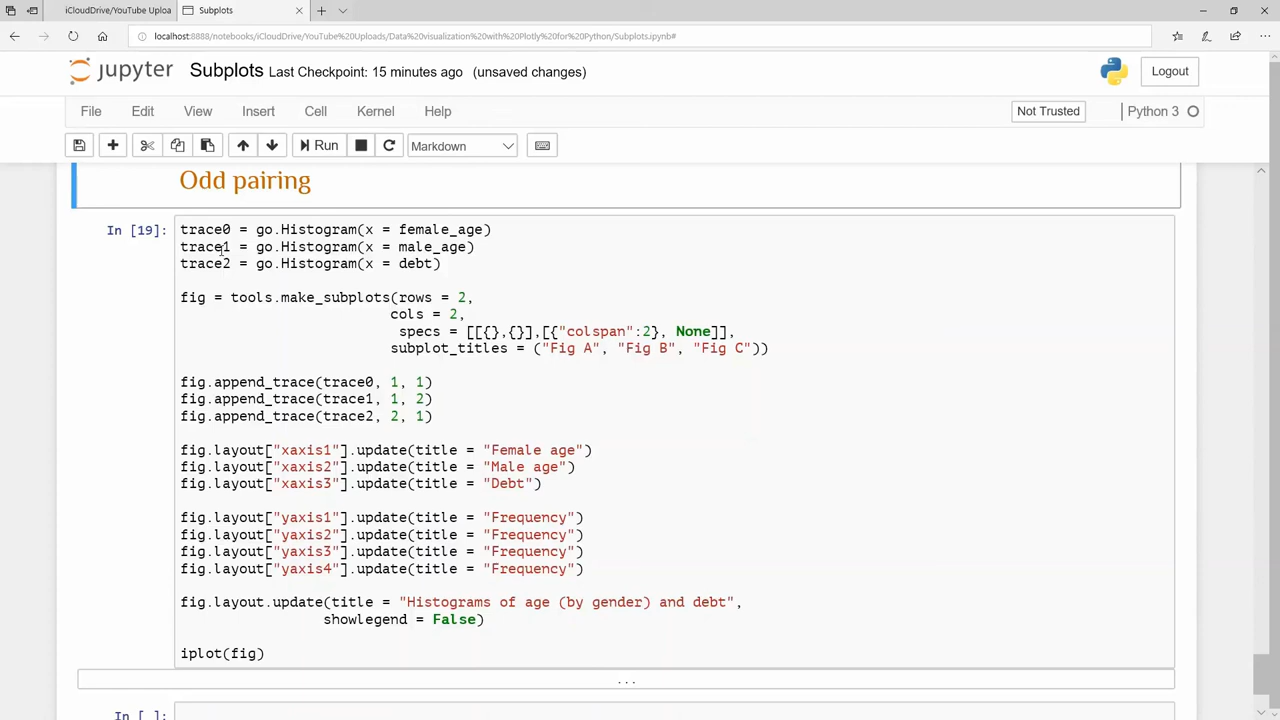 iCloudDrive/YouTube Uploa
Subplots
localhost:8888/notebooks/iCloudDrive/YouTube%20Uploads/Data%20visualization%20with%20Plotly%20for%20Python/Subplots.ipynb#
jupyter Subplots Last Checkpoint: 15 minutes ago (unsaved changes)
Logout
File Edit View Insert Cell Kernel Help
Not Trusted
Python 3
Run
Markdown
Odd pairing
In [19]:
trace0 = go.Histogram(x = female_age)
trace1 = go.Histogram(x = male_age)
trace2 = go.Histogram(x = debt)
fig = tools.make_subplots(rows = 2,
cols = 2,
specs = [[{},{}],[{"colspan":2}, None]],
subplot_titles = ("Fig A", "Fig B", "Fig C"))
fig.append_trace(trace0, 1, 1)
fig.append_trace(trace1, 1, 2)
fig.append_trace(trace2, 2, 1)
fig.layout["xaxis1"].update(title = "Female age")
fig.layout["xaxis2"].update(title = "Male age")
fig.layout["xaxis3"].update(title = "Debt")
fig.layout["yaxis1"].update(title = "Frequency")
fig.layout["yaxis2"].update(title = "Frequency")
fig.layout["yaxis3"].update(title = "Frequency")
fig.layout["yaxis4"].update(title = "Frequency")
fig.layout.update(title = "Histograms of age (by gender) and debt",
showlegend = False)
iplot(fig)
...
In [ ]: